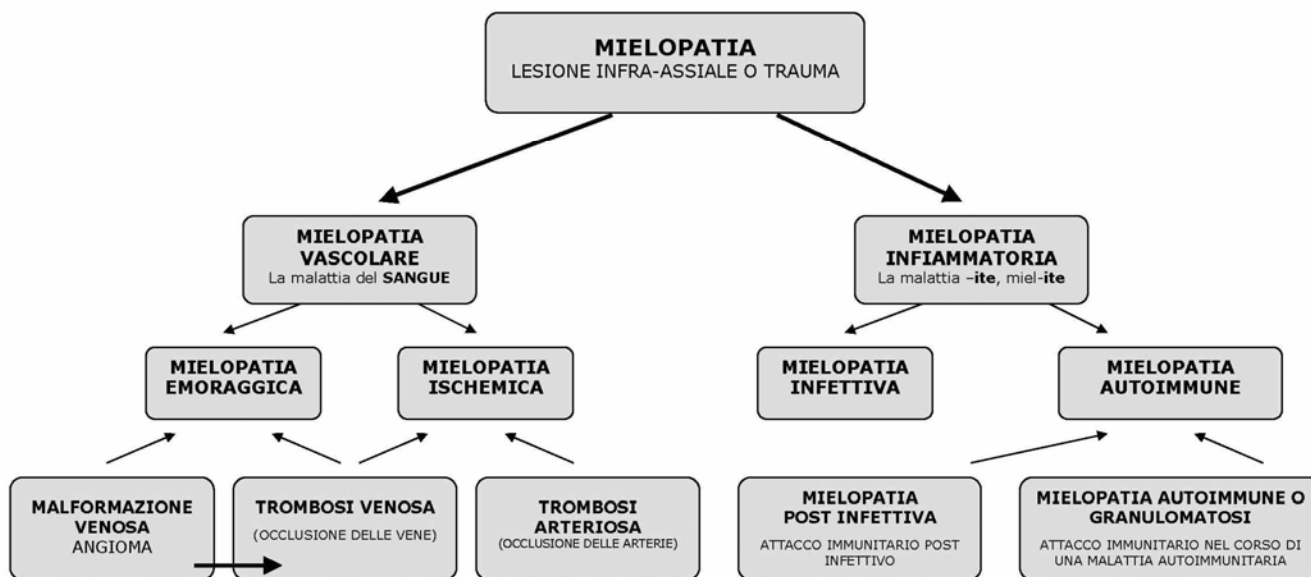 MIELOPATIA
LESIONE INFRA-ASSIALE O TRAUMA
MIELOPATIA
VASCOLARE
La malattia del SANGUE
MIELOPATIA
INFIAMMATORIA
La malattia –ite, miel-ite
MIELOPATIA
EMORAGGICA
MIELOPATIA
ISCHEMICA
MIELOPATIA
INFETTIVA
MIELOPATIA
AUTOIMMUNE
MALFORMAZIONE
VENOSA
ANGIOMA
TROMBOSI VENOSA
(OCCLUSIONE DELLE VENE)
TROMBOSI
ARTERIOSA
(OCCLUSIONE DELLE ARTERIE)
MIELOPATIA
POST INFETTIVA
ATTACCO IMMUNITARIO POST
INFETTIVO
MIELOPATIA AUTOIMMUNE O
GRANULOMATOSI
ATTACCO IMMUNITARIO NEL CORSO DI
UNA MALATTIA AUTOIMMUNITARIA